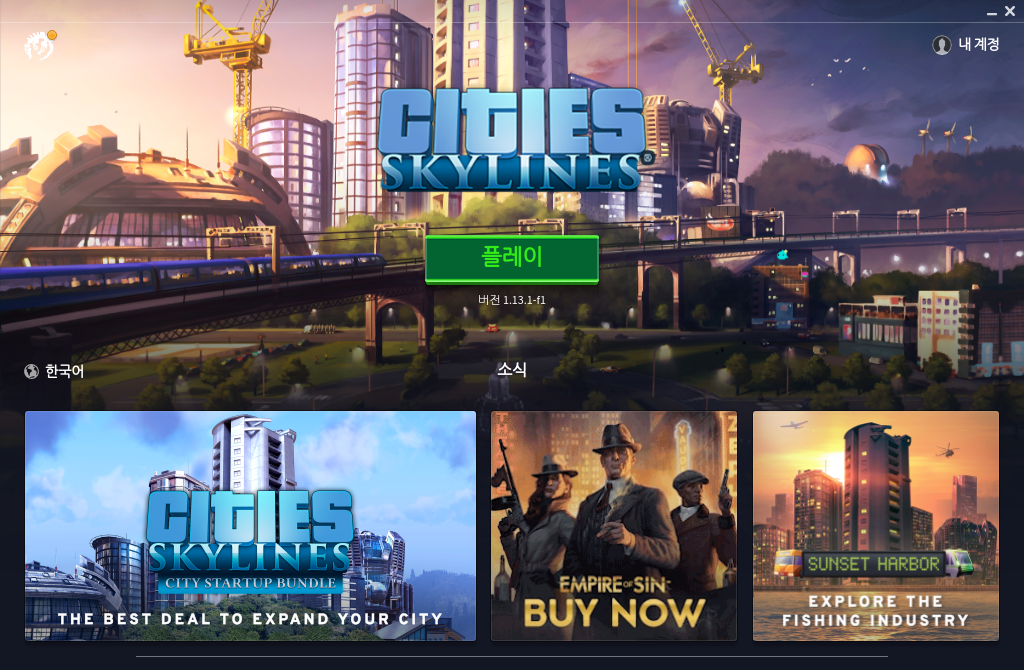 내 계정
CITIES
SKYLINES®
플레이
버전 1.13.1-f1
한국어
소식
CITIES
SKYLINES
CITY STARTUP BUNDLE
THE BEST DEAL TO EXPAND YOUR CITY
EMPIRE OF SIN
BUY NOW
SUNSET HARBOR
EXPLORE THE
FISHING INDUSTRY